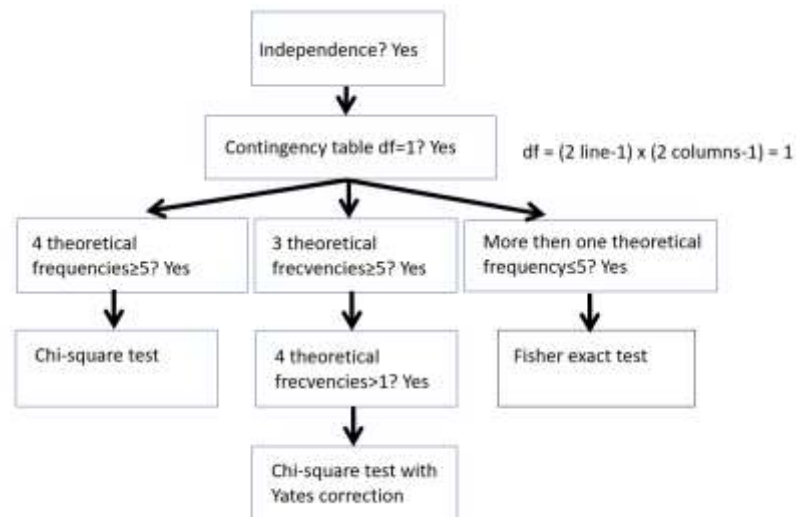 Independence? Yes
Contingency table df=1? Yes
df = (2 line-1) x (2 columns-1) = 1
4 theoretical
frequencies≥5? Yes
3 theoretical
frecvencies≥5? Yes
More then one theoretical
frequency≤5? Yes
Chi-square test
4 theoretical
frecvencies>1? Yes
Fisher exact test
Chi-square test with
Yates correction